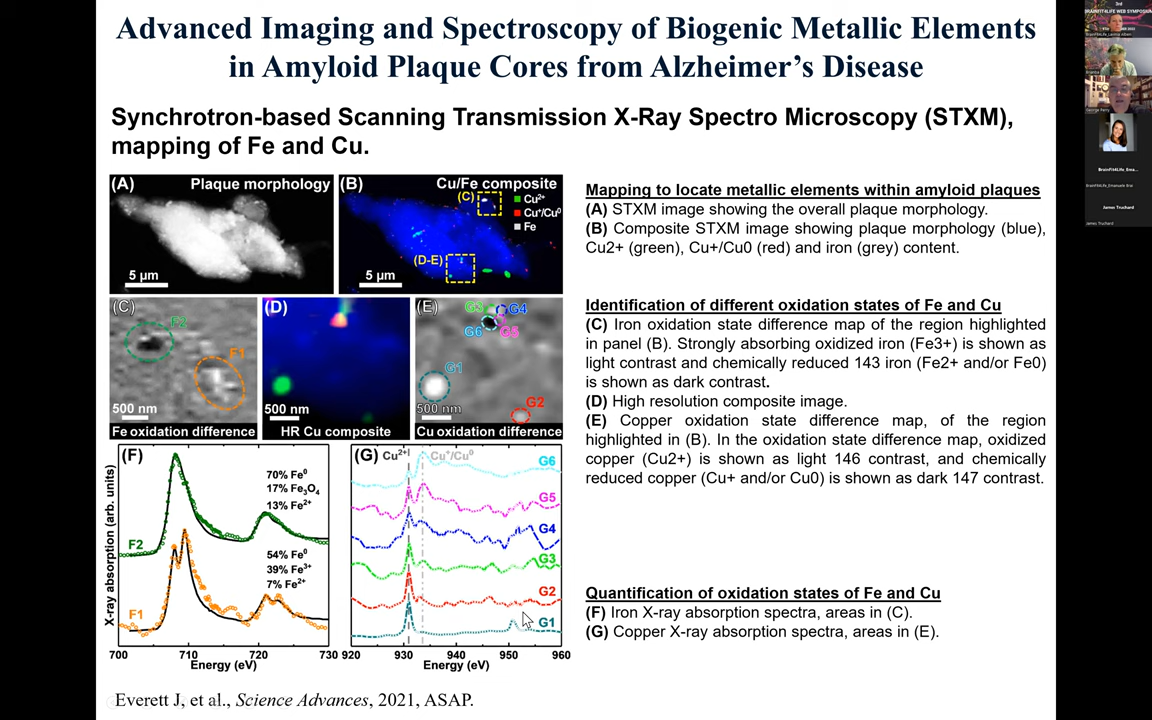 Advanced Imaging and Spectroscopy of Biogenic Metallic Elements
in Amyloid Plaque Cores from Alzheimer's Disease
Synchrotron-based Scanning Transmission X-Ray Spectro Microscopy (STXM),
mapping of Fe and Cu.
(A) Plaque morphology
5 μm
(B) Cu/Fe composite
(C)
Cu²⁺
Cu⁺/Cu⁰
Fe
(D-E)
5 μm
(C)
F2
F1
500 nm
Fe oxidation difference
(D)
500 nm
HR Cu composite
(E)
G3 G4
G6 G5
G1
G2
500 nm
Cu oxidation difference
(F)
X-ray absorption (arb. units)
70% Fe⁰
17% Fe₃O₄
13% Fe²⁺
F2
54% Fe⁰
39% Fe³⁺
7% Fe²⁺
F1
700 710 720 730
Energy (eV)
(G) Cu²⁺ Cu⁺/Cu⁰
G6
G5
G4
G3
G2
G1
920 930 940 950 960
Energy (eV)
Mapping to locate metallic elements within amyloid plaques
(A) STXM image showing the overall plaque morphology.
(B) Composite STXM image showing plaque morphology (blue),
Cu2+ (green), Cu+/Cu0 (red) and iron (grey) content.
Identification of different oxidation states of Fe and Cu
(C) Iron oxidation state difference map of the region highlighted
in panel (B). Strongly absorbing oxidized iron (Fe3+) is shown as
light contrast and chemically reduced 143 iron (Fe2+ and/or Fe0)
is shown as dark contrast.
(D) High resolution composite image.
(E) Copper oxidation state difference map, of the region
highlighted in (B). In the oxidation state difference map, oxidized
copper (Cu2+) is shown as light 146 contrast, and chemically
reduced copper (Cu+ and/or Cu0) is shown as dark 147 contrast.
Quantification of oxidation states of Fe and Cu
(F) Iron X-ray absorption spectra, areas in (C).
(G) Copper X-ray absorption spectra, areas in (E).
Everett J, et al., Science Advances, 2021, ASAP.
3rd
BRAINFIT4LIFE WEB SYMPOSIUM
George Perry
BrainFit4Life_Ema...
BrainFit4Life_Emanuele Bra
James Truchard
James Truchard